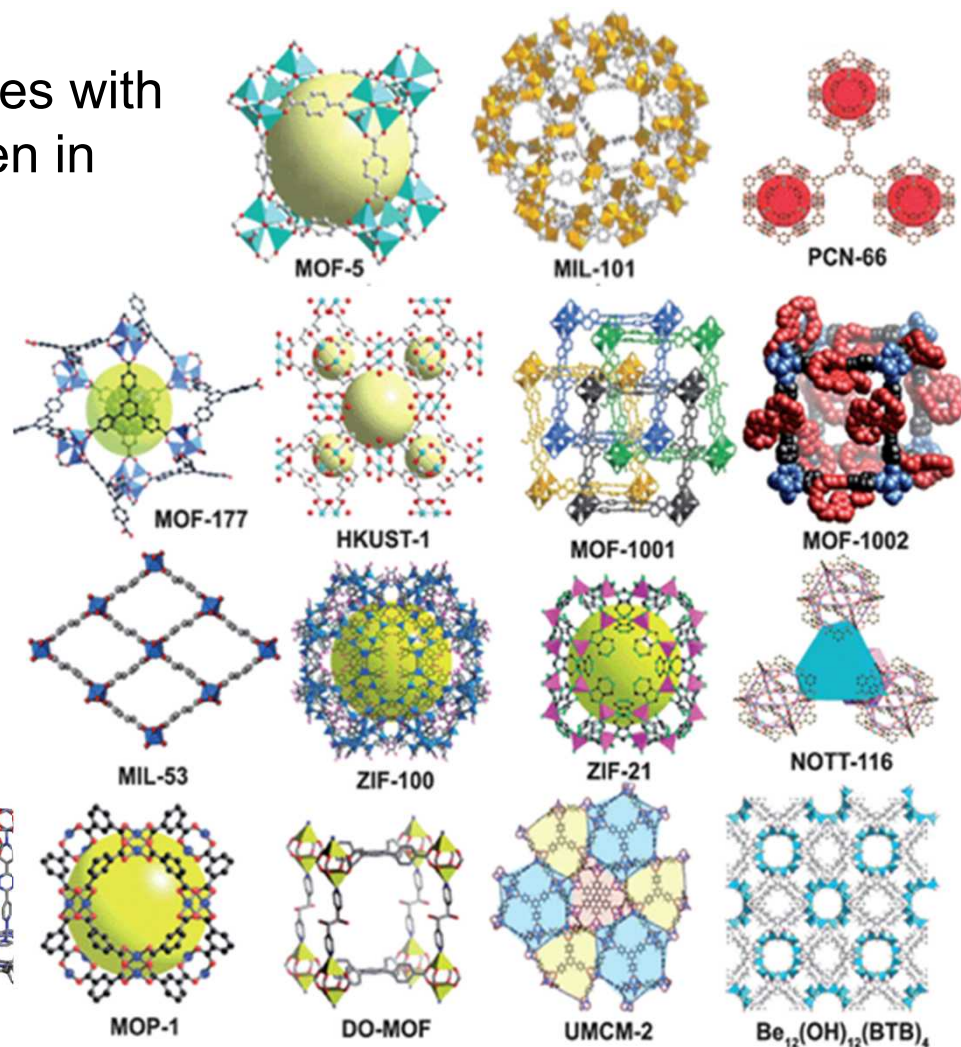 es with
en in
MOF-5
MIL-101
PCN-66
MOF-177
HKUST-1
MOF-1001
MOF-1002
MIL-53
ZIF-100
ZIF-21
NOTT-116
MOP-1
DO-MOF
UMCM-2
Be₁₂(OH)₁₂(BTB)₄